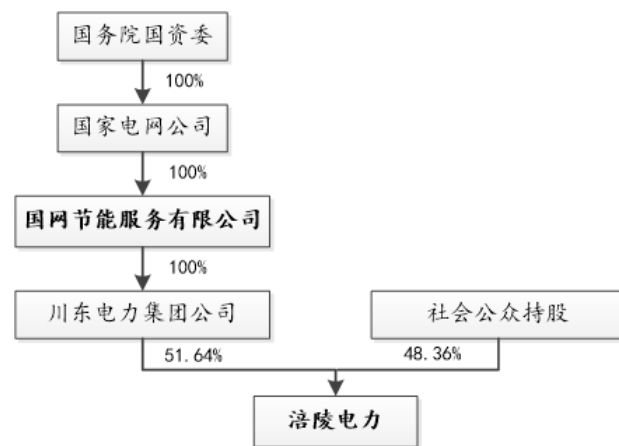 国务院国资委
100%
国家电网公司
100%
国网节能服务有限公司
100%
川东电力集团公司
社会公众持股
51.64%
48.36%
涪陵电力